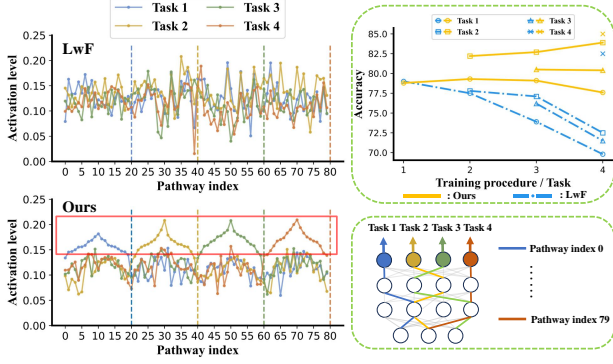 Task 1 Task 3
Task 2 Task 4
LwF
Activation level
0.25
0.20
0.15
0.10
0.05
0.00
0 5 10 15 20 25 30 35 40 45 50 55 60 65 70 75 80
Pathway index
Ours
Activation level
0.25
0.20
0.15
0.10
0.05
0.00
0 5 10 15 20 25 30 35 40 45 50 55 60 65 70 75 80
Pathway index
Task 1 Task 3
Task 2 Task 4
Accuracy
85.0
82.5
80.0
77.5
75.0
72.5
70.0
1 2 3 4
Training procedure / Task
: Ours : LwF
Task 1 Task 2 Task 3 Task 4
Pathway index 0
Pathway index 79